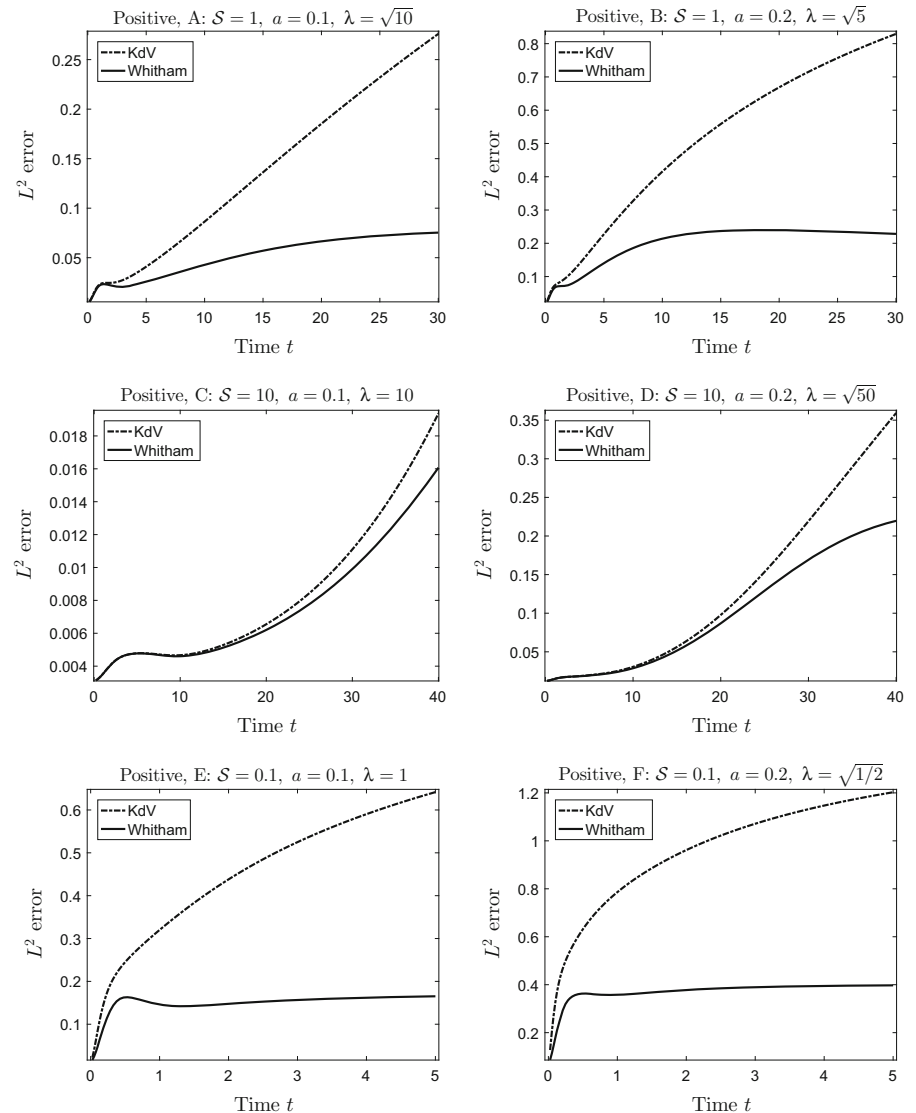 Positive, A: 𝒮 = 1, a = 0.1, λ = √10
KdV
Whitham
0.25
0.2
0.15
0.1
0.05
L² error
0 5 10 15 20 25 30
Time t
Positive, B: 𝒮 = 1, a = 0.2, λ = √5
KdV
Whitham
0.8
0.7
0.6
0.5
0.4
0.3
0.2
0.1
L² error
0 5 10 15 20 25 30
Time t
Positive, C: 𝒮 = 10, a = 0.1, λ = 10
KdV
Whitham
0.018
0.016
0.014
0.012
0.01
0.008
0.006
0.004
L² error
0 10 20 30 40
Time t
Positive, D: 𝒮 = 10, a = 0.2, λ = √50
KdV
Whitham
0.35
0.3
0.25
0.2
0.15
0.1
0.05
L² error
0 10 20 30 40
Time t
Positive, E: 𝒮 = 0.1, a = 0.1, λ = 1
KdV
Whitham
0.6
0.5
0.4
0.3
0.2
0.1
L² error
0 1 2 3 4 5
Time t
Positive, F: 𝒮 = 0.1, a = 0.2, λ = √1/2
KdV
Whitham
1.2
1
0.8
0.6
0.4
0.2
L² error
0 1 2 3 4 5
Time t